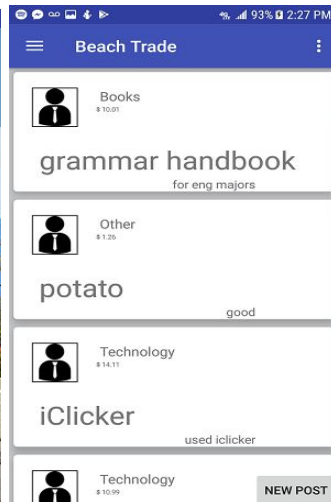 93% 2:27 PM
Beach Trade
Books
$ 10.01
grammar handbook
for eng majors
Other
$ 1.26
potato
good
Technology
$ 14.11
iClicker
used iclicker
Technology
$ 10.99
NEW POST